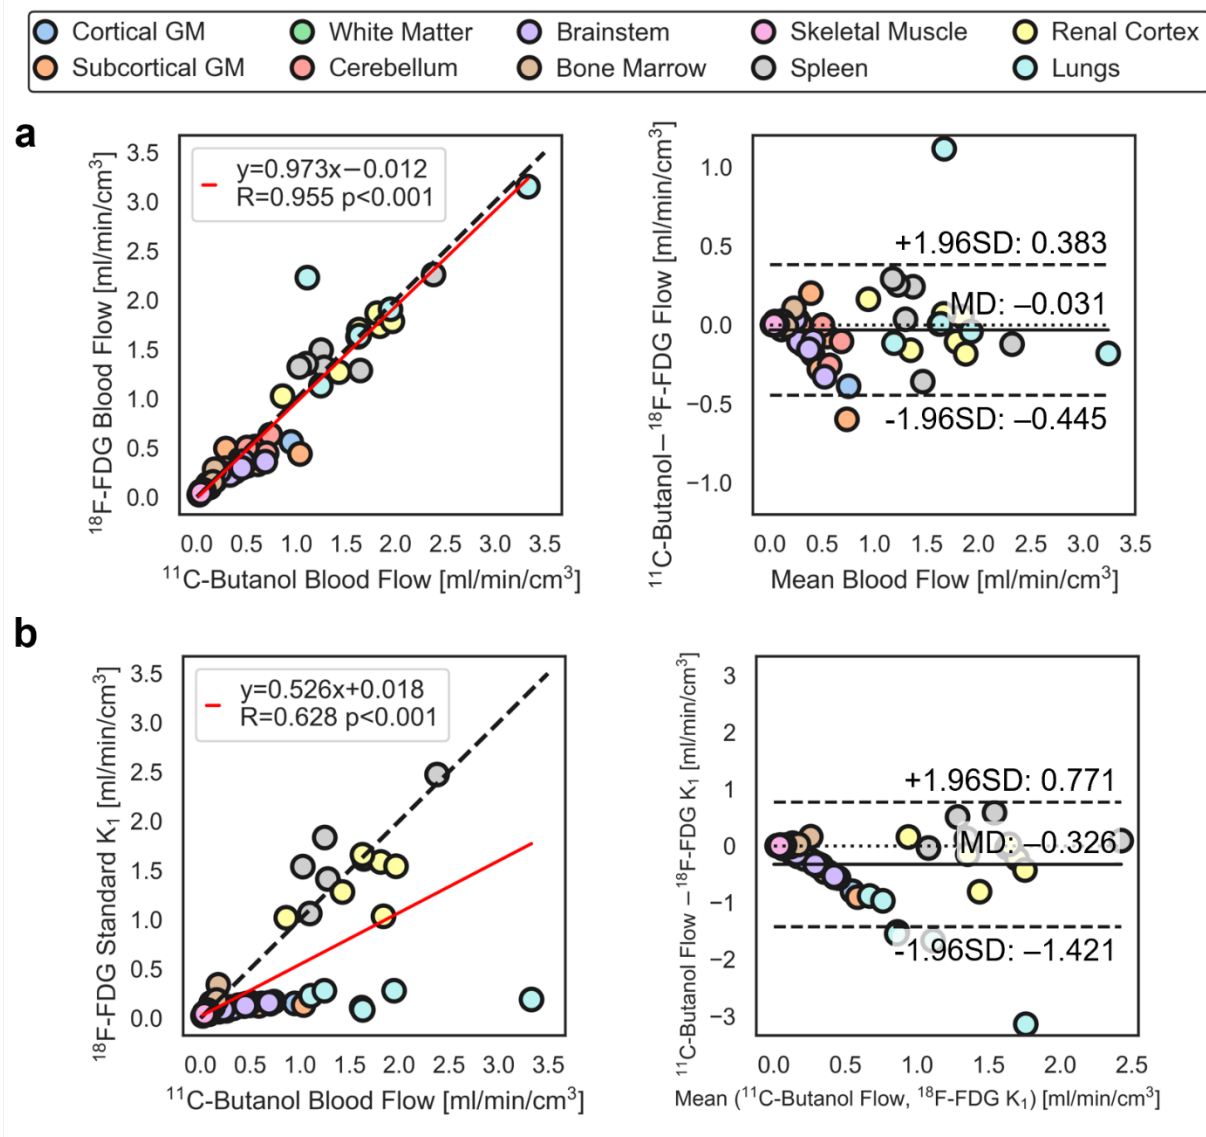 Cortical GM White Matter Brainstem Skeletal Muscle Renal Cortex
Subcortical GM Cerebellum Bone Marrow Spleen Lungs
a
¹⁸F-FDG Blood Flow [ml/min/cm³]
3.5
3.0
2.5
2.0
1.5
1.0
0.5
0.0
y=0.973x−0.012
R=0.955 p<0.001
0.0 0.5 1.0 1.5 2.0 2.5 3.0 3.5
¹¹C-Butanol Blood Flow [ml/min/cm³]
¹¹C-Butanol−¹⁸F-FDG Flow [ml/min/cm³]
1.0
0.5
0.0
−0.5
−1.0
+1.96SD: 0.383
MD: −0.031
-1.96SD: −0.445
0.0 0.5 1.0 1.5 2.0 2.5 3.0 3.5
Mean Blood Flow [ml/min/cm³]
b
¹⁸F-FDG Standard K₁ [ml/min/cm³]
3.5
3.0
2.5
2.0
1.5
1.0
0.5
0.0
y=0.526x+0.018
R=0.628 p<0.001
0.0 0.5 1.0 1.5 2.0 2.5 3.0 3.5
¹¹C-Butanol Blood Flow [ml/min/cm³]
¹¹C-Butanol Flow − ¹⁸F-FDG K₁ [ml/min/cm³]
3
2
1
0
−1
−2
−3
+1.96SD: 0.771
MD: −0.326
-1.96SD: −1.421
0.0 0.5 1.0 1.5 2.0 2.5
Mean (¹¹C-Butanol Flow, ¹⁸F-FDG K₁) [ml/min/cm³]